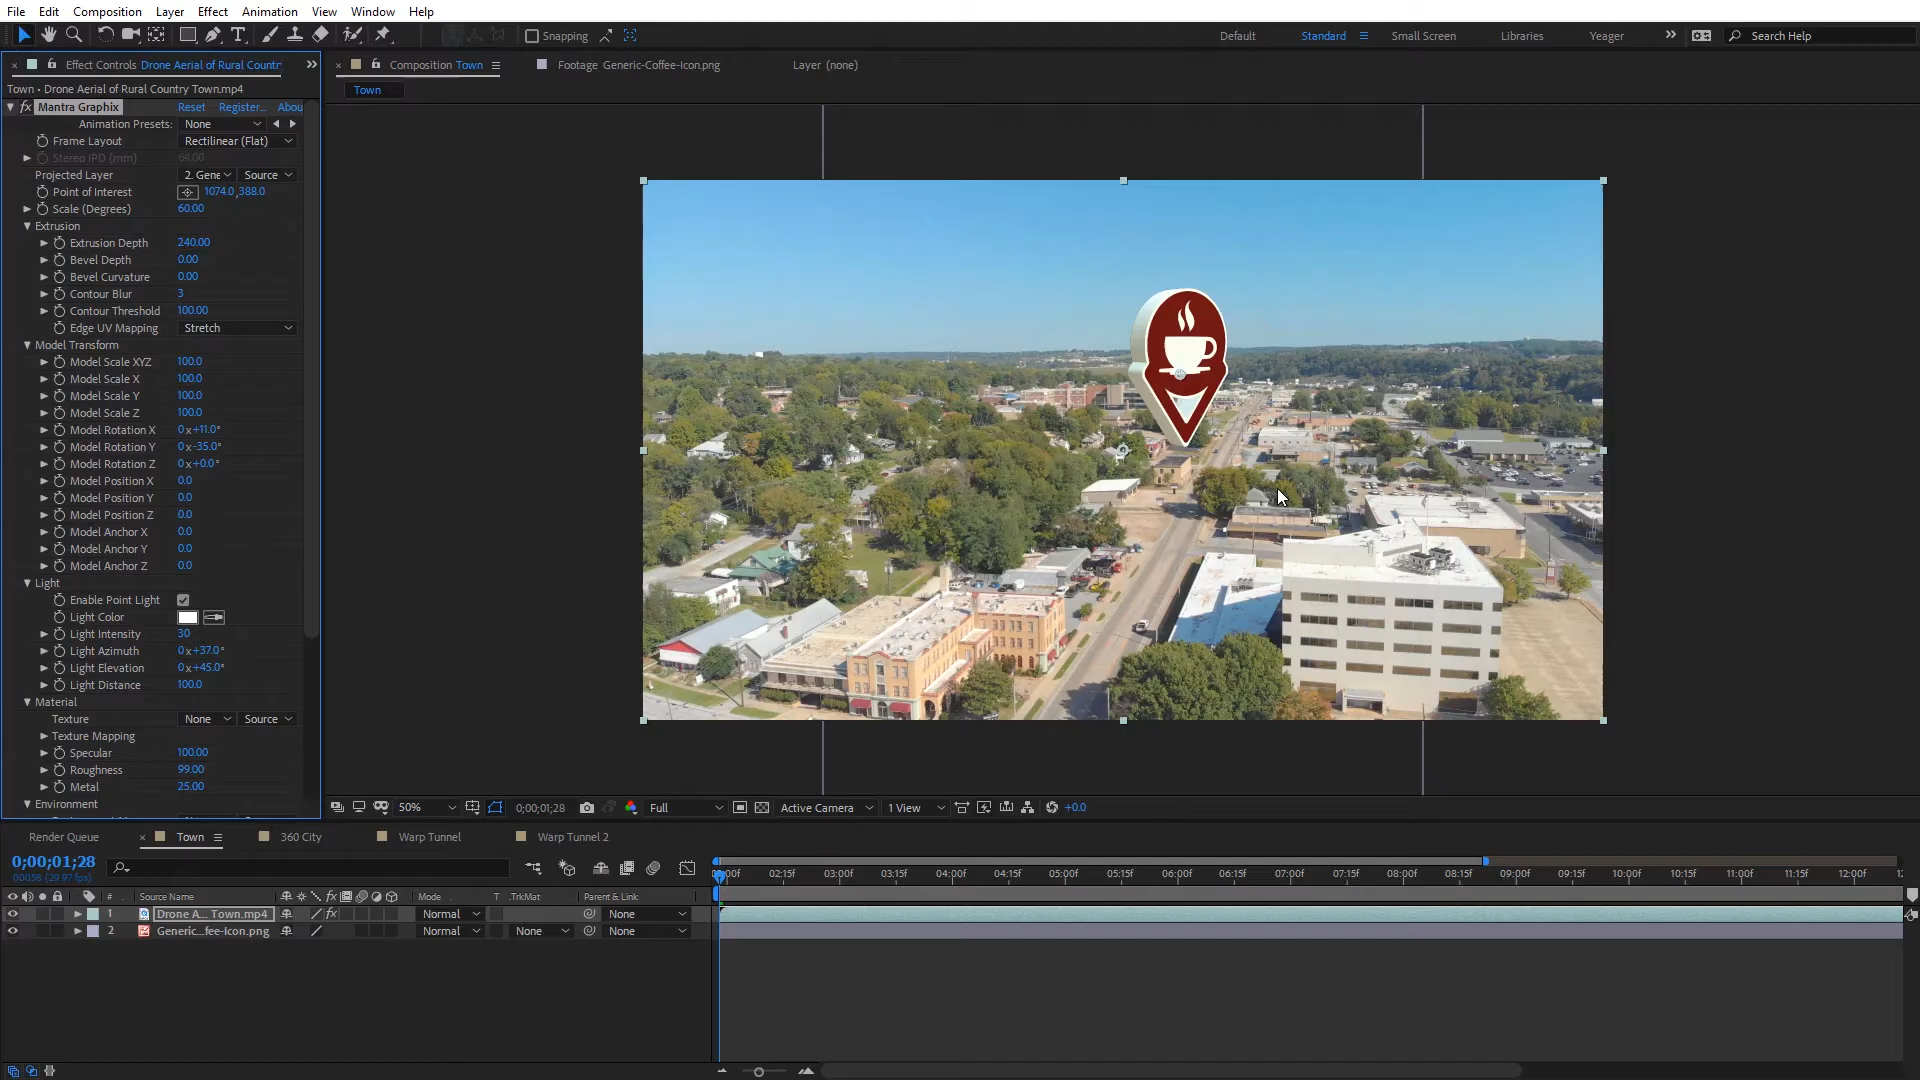 File Edit Composition Layer Effect Animation View Window Help
Snapping Default Standard Small Screen Libraries Yeager Search Help
Effect Controls Drone Aerial of Rural Countr
Composition Town Footage Generic-Coffee-Icon.png Layer (none)
Town • Drone Aerial of Rural Country Town.mp4
Town
fx Mantra Graphix Reset Register... Abou
Animation Presets: None
Frame Layout Rectilinear (Flat)
Stereo IPD (mm) 64.00
Projected Layer 2. Gene Source
Point of Interest 1074.0,388.0
Scale (Degrees) 60.00
Extrusion
Extrusion Depth 240.00
Bevel Depth 0.00
Bevel Curvature 0.00
Contour Blur 3
Contour Threshold 100.00
Edge UV Mapping Stretch
Model Transform
Model Scale XYZ 100.0
Model Scale X 100.0
Model Scale Y 100.0
Model Scale Z 100.0
Model Rotation X 0x+11.0°
Model Rotation Y 0x-35.0°
Model Rotation Z 0x+0.0°
Model Position X 0.0
Model Position Y 0.0
Model Position Z 0.0
Model Anchor X 0.0
Model Anchor Y 0.0
Model Anchor Z 0.0
Light
Enable Point Light
Light Color
Light Intensity 30
Light Azimuth 0x+37.0°
Light Elevation 0x+45.0°
Light Distance 100.0
Material
Texture None Source
Texture Mapping
Specular 100.00
Roughness 99.00
Metal 25.00
Environment
50% 0;00;01;28 Full Active Camera 1 View +0.0
Render Queue Town 360 City Warp Tunnel Warp Tunnel 2
0;00;01;28
00058 (29.97 fps)
00f 02:15f 03:00f 03:15f 04:00f 04:15f 05:00f 05:15f 06:00f 06:15f 07:00f 07:15f 08:00f 08:15f 09:00f 09:15f 10:00f 10:15f 11:00f 11:15f 12:00f
# Source Name fx Mode T .TrkMat Parent & Link
1 Drone A... Town.mp4 fx Normal None
2 Generic...fee-Icon.png Normal None None